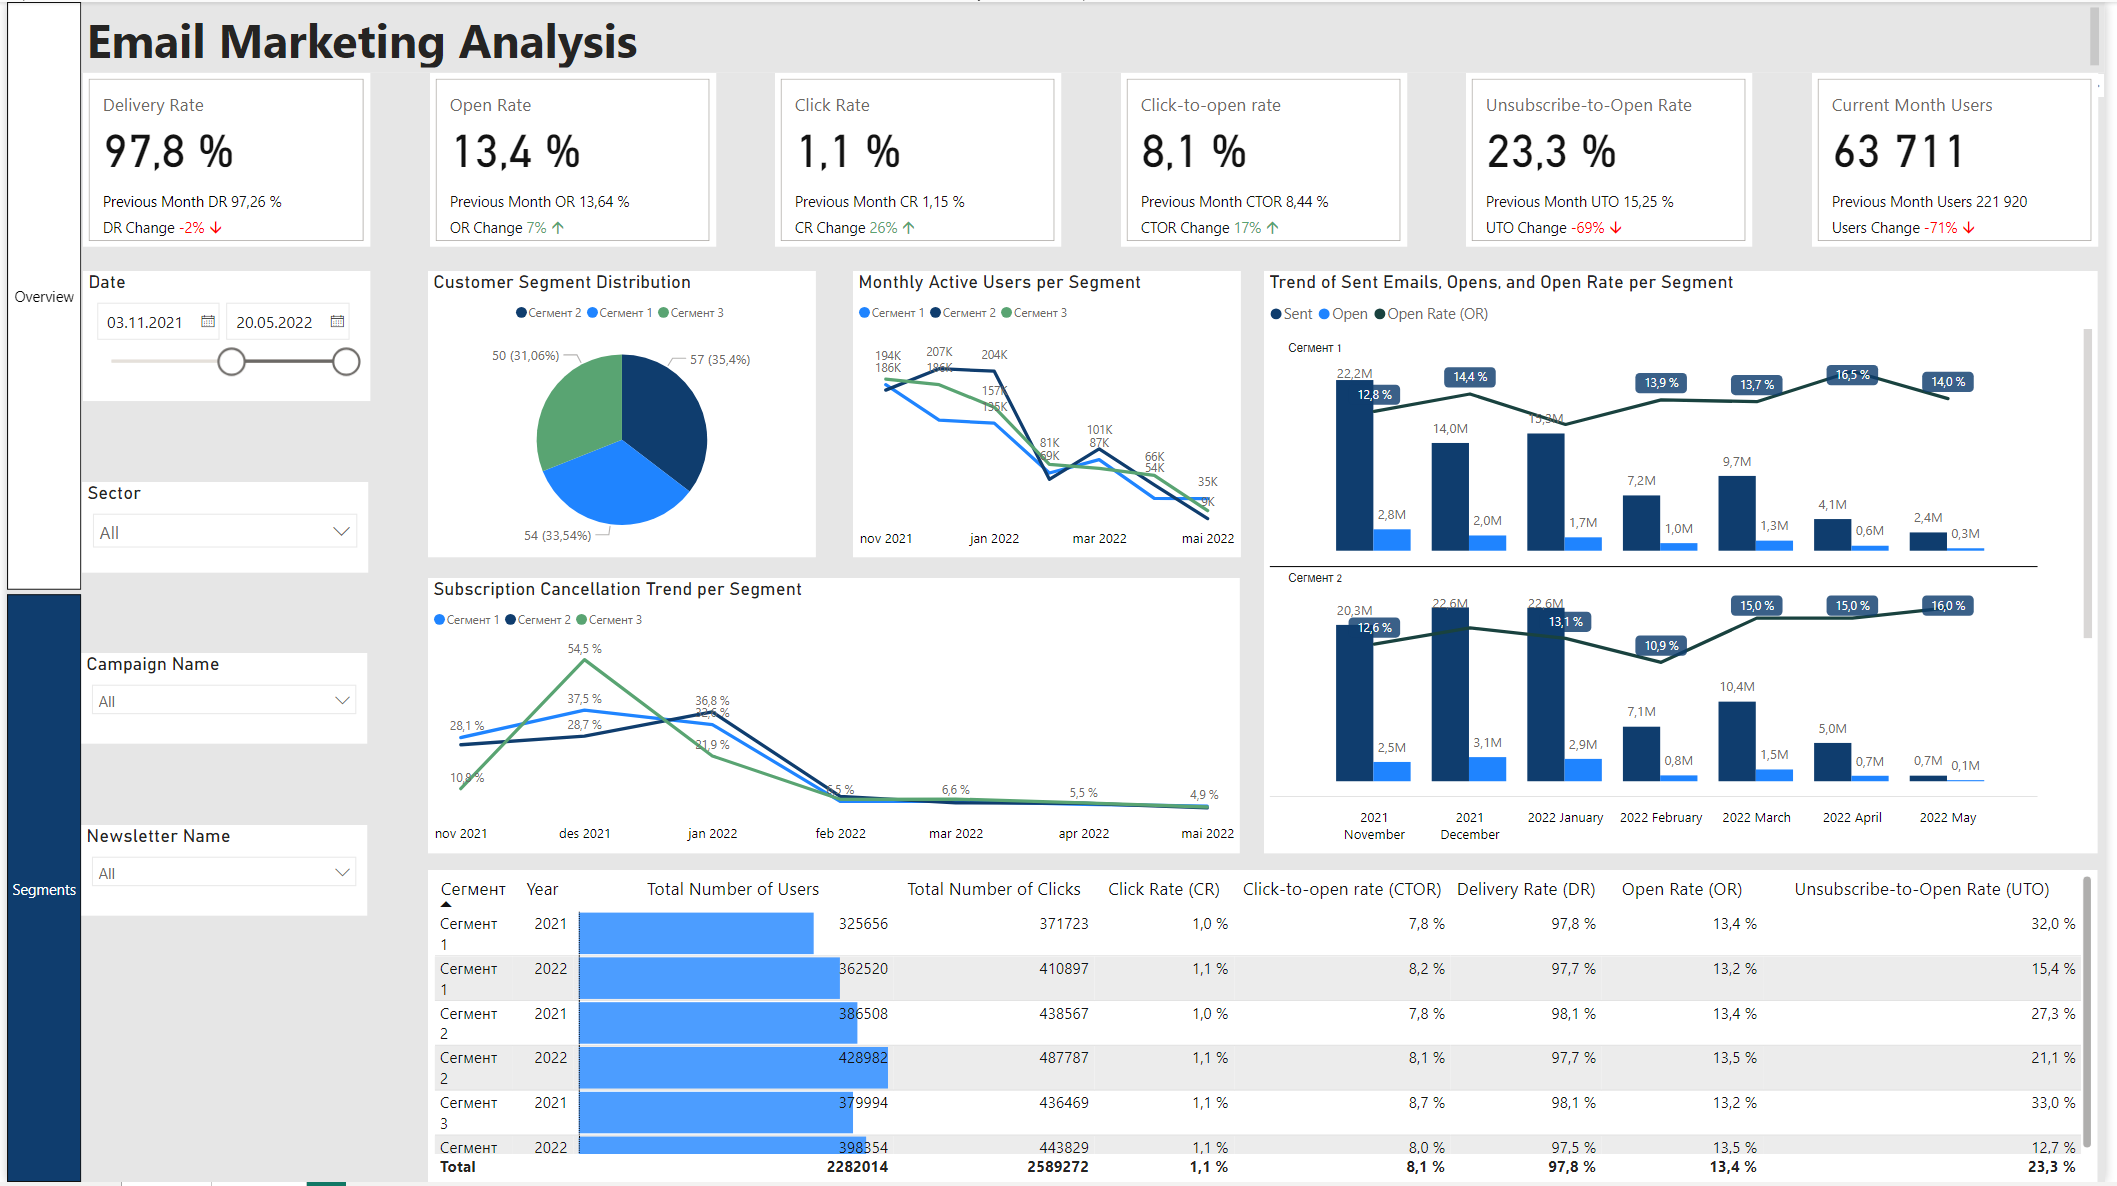 Email Marketing Analysis
Overview
Segments
Delivery Rate
97,8 %
Previous Month DR 97,26 %
DR Change -2%
Open Rate
13,4 %
Previous Month OR 13,64 %
OR Change 7%
Click Rate
1,1 %
Previous Month CR 1,15 %
CR Change 26%
Click-to-open rate
8,1 %
Previous Month CTOR 8,44 %
CTOR Change 17%
Unsubscribe-to-Open Rate
23,3 %
Previous Month UTO 15,25 %
UTO Change -69%
Current Month Users
63 711
Previous Month Users 221 920
Users Change -71%
Date
03.11.2021 20.05.2022
Sector
All
Campaign Name
All
Newsletter Name
All
Customer Segment Distribution
Сегмент 2 Сегмент 1 Сегмент 3
50 (31,06%)
57 (35,4%)
54 (33,54%)
Monthly Active Users per Segment
Сегмент 1 Сегмент 2 Сегмент 3
194K
186K
207K
186K
204K
157K
135K
81K
69K
101K
87K
66K
54K
35K
9K
nov 2021 jan 2022 mar 2022 mai 2022
Subscription Cancellation Trend per Segment
Сегмент 1 Сегмент 2 Сегмент 3
28,1 %
10,8 %
54,5 %
37,5 %
28,7 %
36,8 %
32,6 %
21,9 %
6,6 %
5,5 %
4,9 %
nov 2021 des 2021 jan 2022 feb 2022 mar 2022 apr 2022 mai 2022
Trend of Sent Emails, Opens, and Open Rate per Segment
Sent Open Open Rate (OR)
Сегмент 1
22,2M 14,0M 15,3M 7,2M 9,7M 4,1M 2,4M
12,8 % 14,4 % 13,9 % 13,7 % 16,5 % 14,0 %
2,8M 2,0M 1,7M 1,0M 1,3M 0,6M 0,3M
Сегмент 2
20,3M 22,6M 22,6M 7,1M 10,4M 5,0M 0,7M
12,6 % 13,1 % 10,9 % 15,0 % 15,0 % 16,0 %
2,5M 3,1M 2,9M 0,8M 1,5M 0,7M 0,1M
2021 November 2021 December 2022 January 2022 February 2022 March 2022 April 2022 May
Сегмент Year Total Number of Users Total Number of Clicks Click Rate (CR) Click-to-open rate (CTOR) Delivery Rate (DR) Open Rate (OR) Unsubscribe-to-Open Rate (UTO)
Сегмент 1 2021 325656 371723 1,0 % 7,8 % 97,8 % 13,4 % 32,0 %
Сегмент 1 2022 362520 410897 1,1 % 8,2 % 97,7 % 13,2 % 15,4 %
Сегмент 2 2021 386508 438567 1,0 % 7,8 % 98,1 % 13,4 % 27,3 %
Сегмент 2 2022 428982 487787 1,1 % 8,1 % 97,7 % 13,5 % 21,1 %
Сегмент 3 2021 379994 436469 1,1 % 8,7 % 98,1 % 13,2 % 33,0 %
Сегмент 2022 398354 443829 1,1 % 8,0 % 97,5 % 13,5 % 12,7 %
Total 2282014 2589272 1,1 % 8,1 % 97,8 % 13,4 % 23,3 %